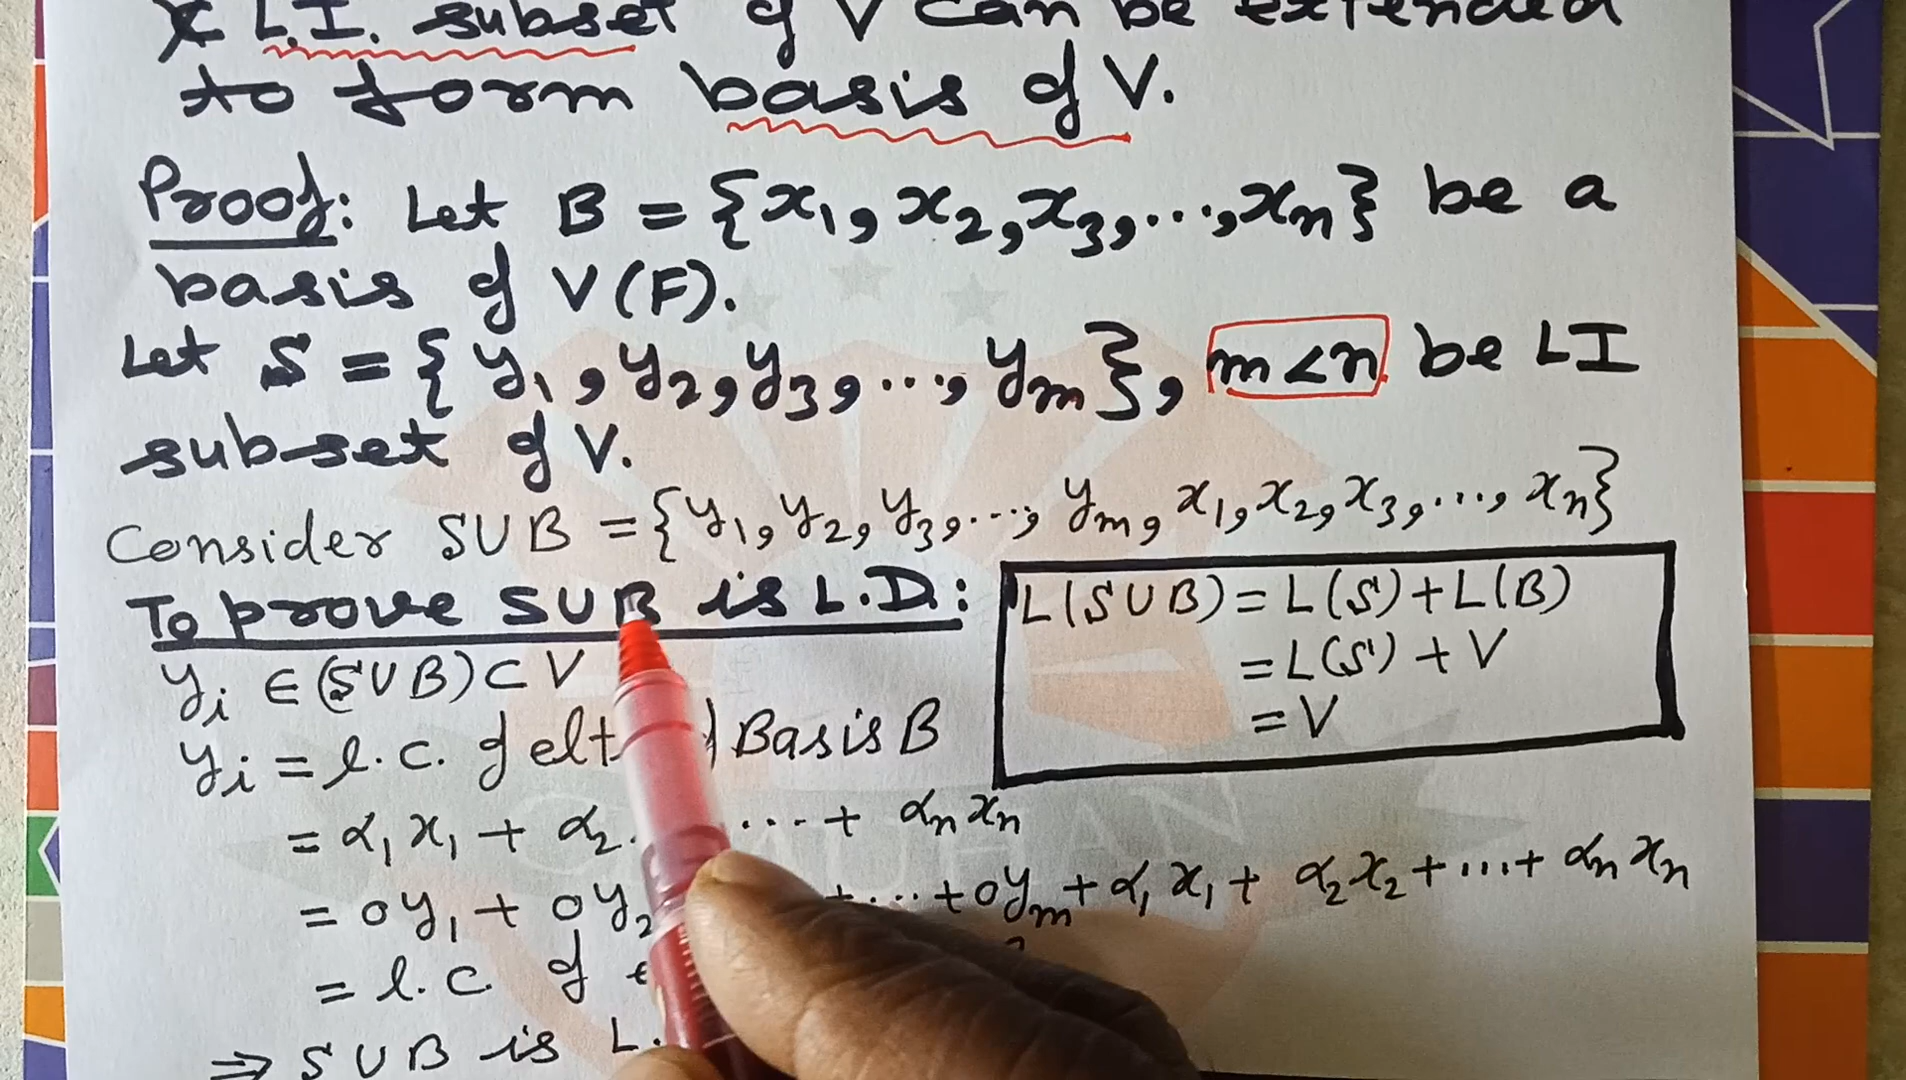 L.I. subset of V can be extended
to form basis of V.
Proof: Let B = {x₁, x₂, x₃, ..., xₙ} be a
basis of V(F).
Let S = {y₁, y₂, y₃, ..., yₘ}, m<n be LI
subset of V.
Consider S∪B = {y₁, y₂, y₃, ..., yₘ, x₁, x₂, x₃, ..., xₙ}
To prove S∪B is L.D.:
yᵢ ∈ (S∪B) ⊂ V
yᵢ = l.c. of elt Basis B
= α₁x₁ + α₂ ... + αₙxₙ
= 0y₁ + 0y₂ + ... + 0yₘ + α₁x₁ + α₂x₂ + ... + αₙxₙ
= l.c. of
⇒ S∪B is L.
L(S∪B) = L(S) + L(B)
= L(S) + V
= V